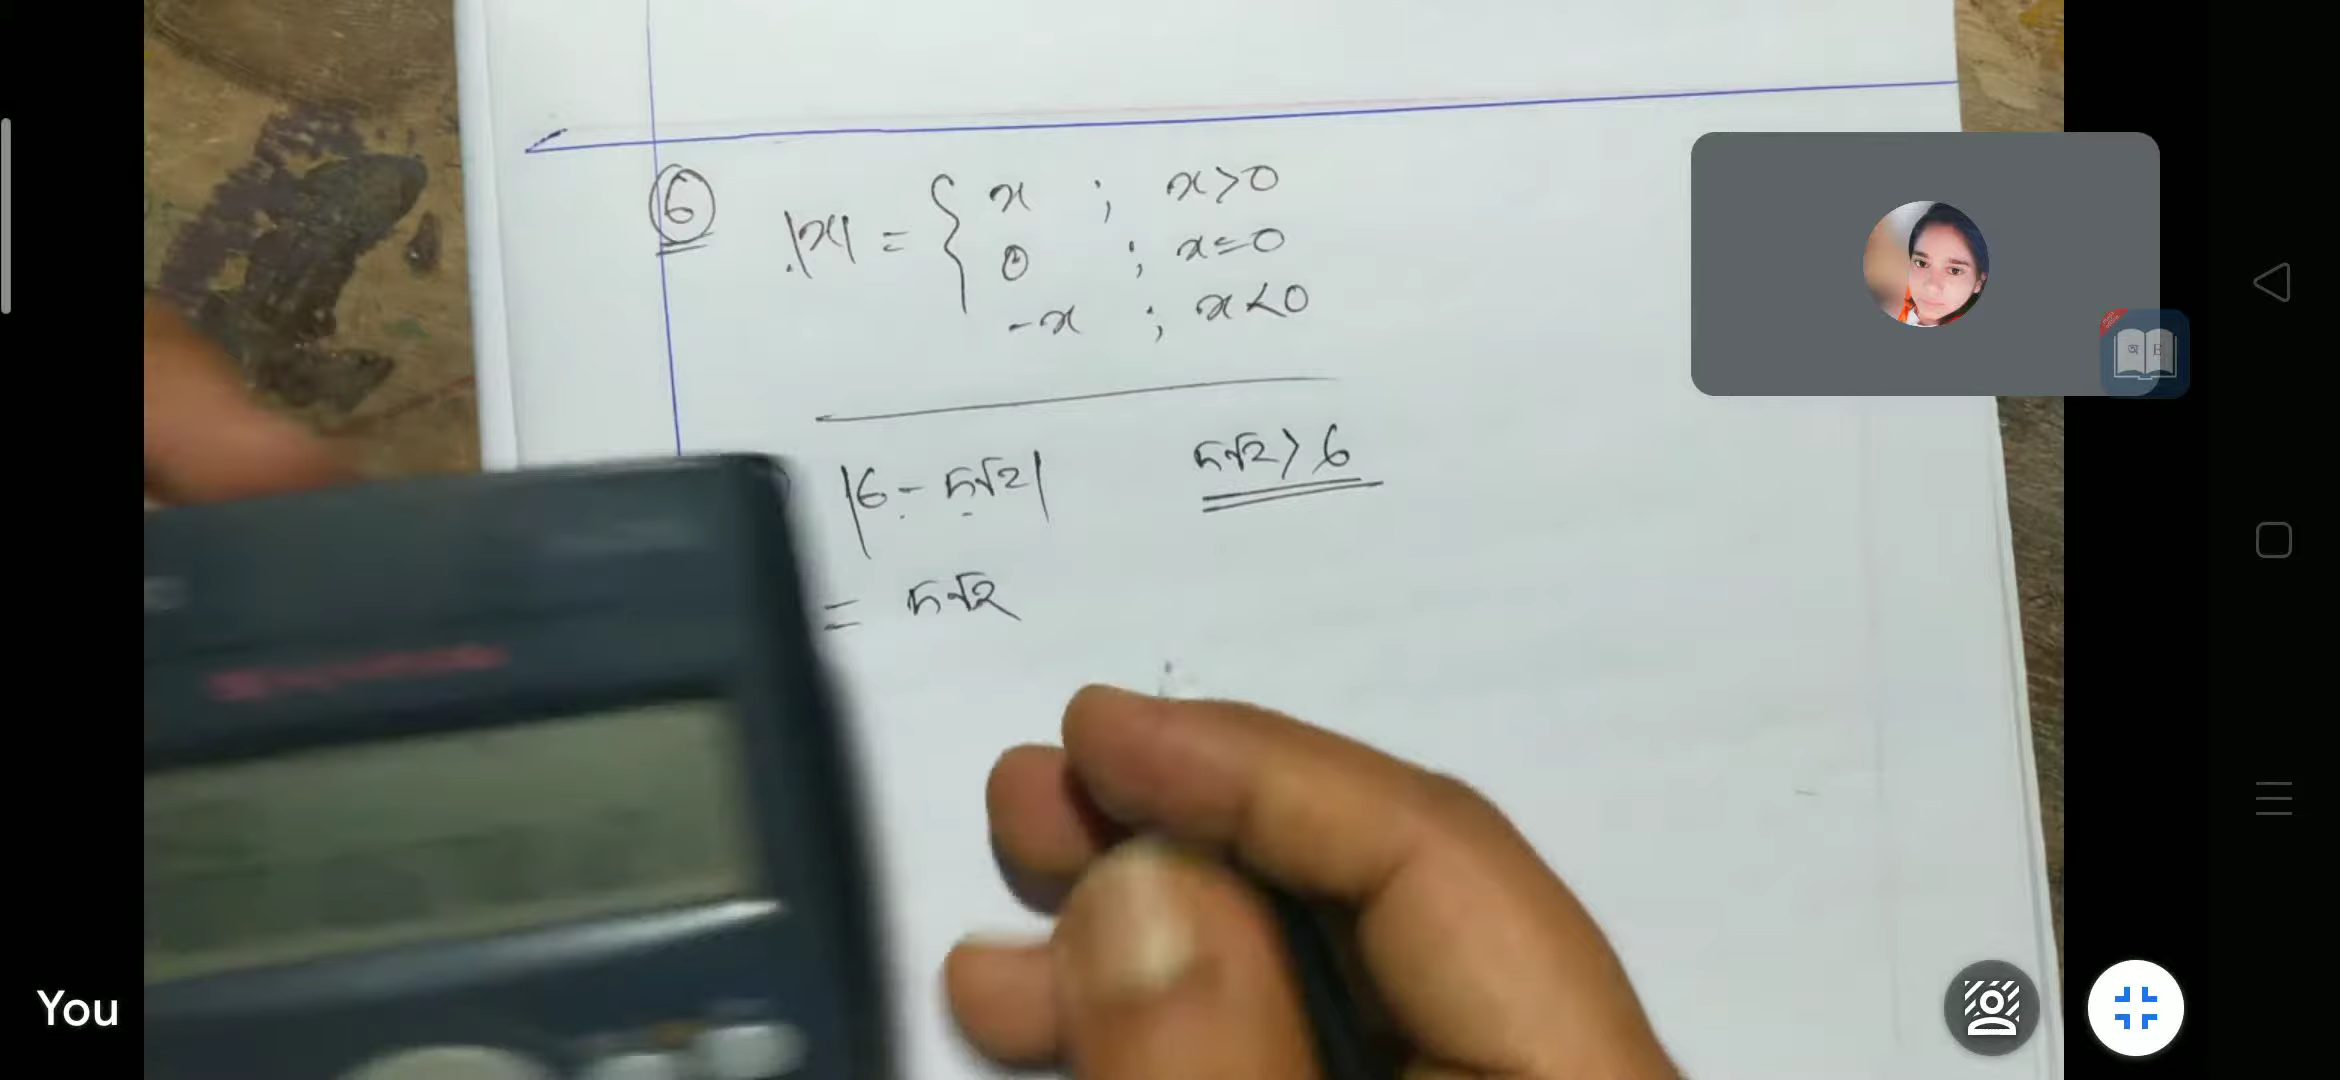 6
|x| = { x ; x>0
0 ; x=0
-x ; x<0
|6 - 5√2|
5√2 > 6
= 5√2
You